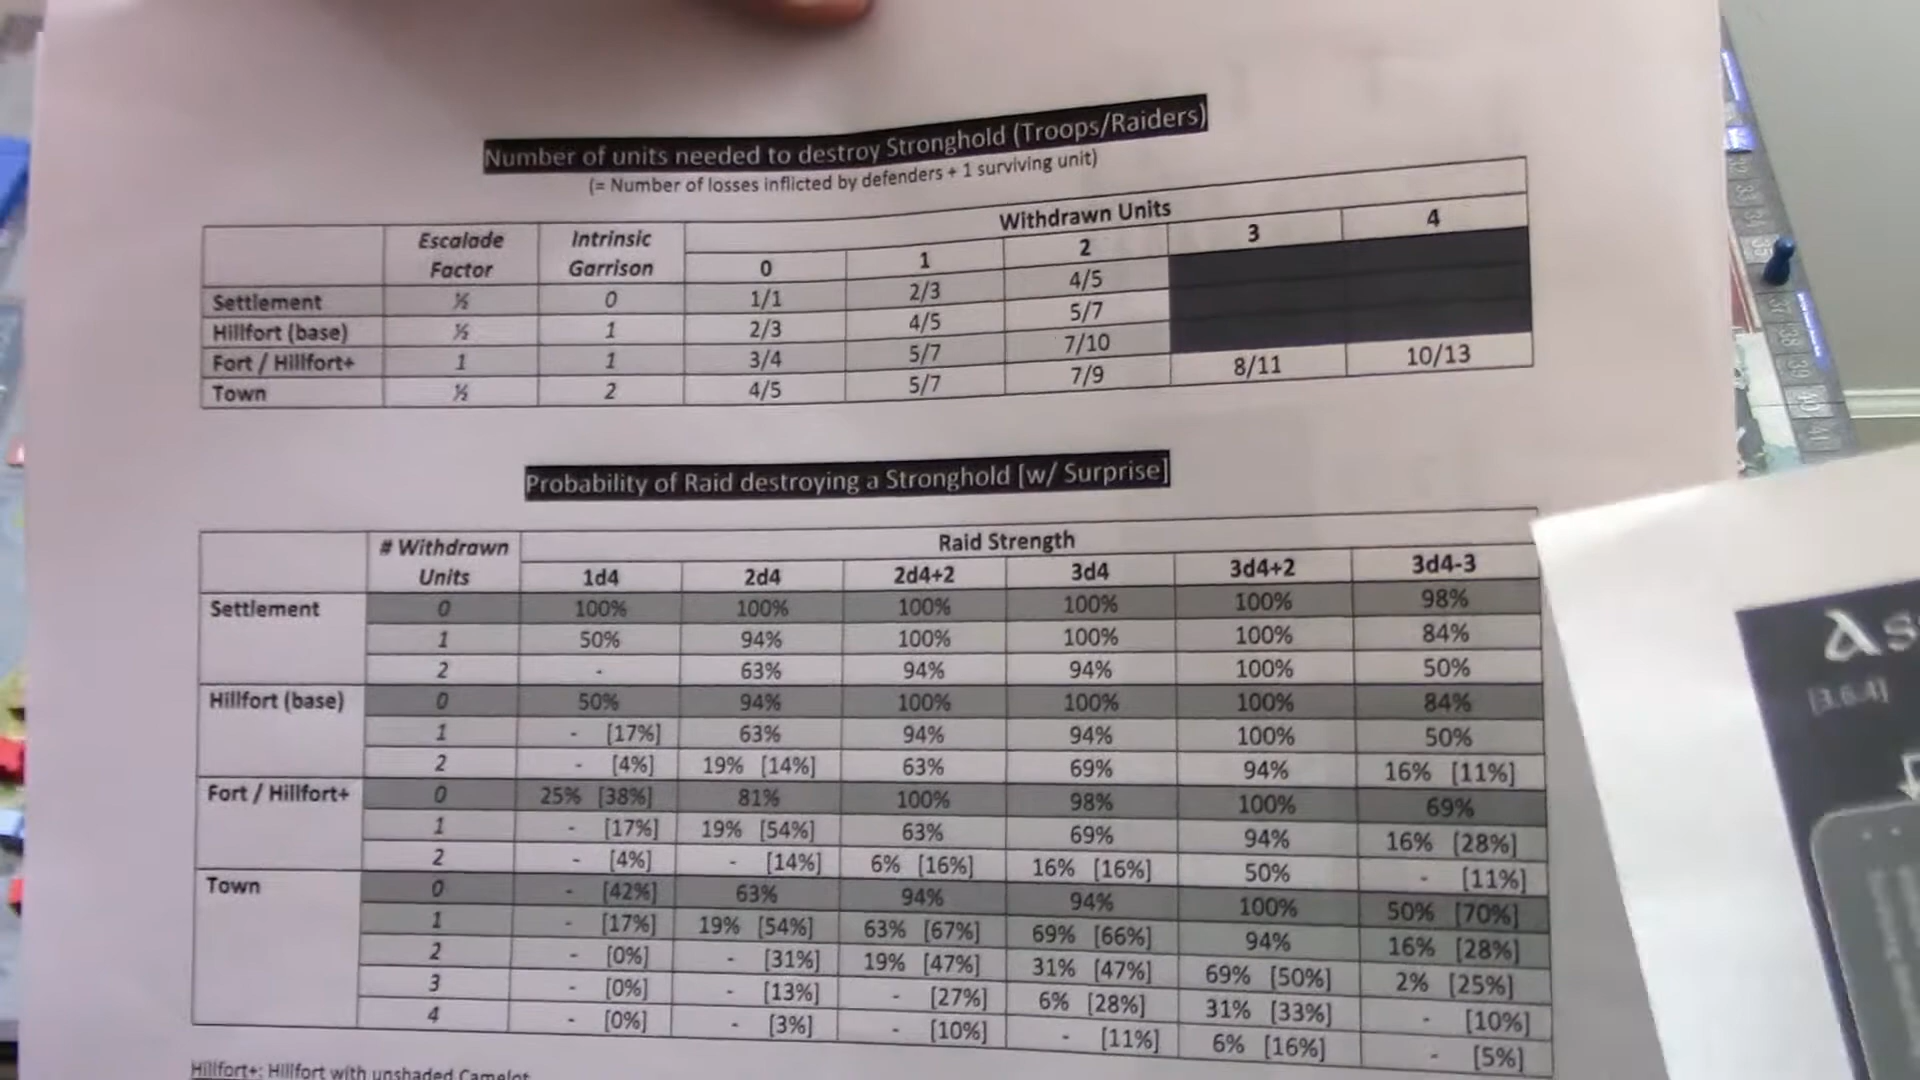 Number of units needed to destroy Stronghold (Troops/Raiders)
(= Number of losses inflicted by defenders + 1 surviving unit)
Escalade Factor Intrinsic Garrison Withdrawn Units
0 1 2 3 4
Settlement ½ 0 1/1 2/3 4/5
Hillfort (base) ½ 1 2/3 4/5 5/7
Fort / Hillfort+ 1 1 3/4 5/7 7/10
Town ½ 2 4/5 5/7 7/9 8/11 10/13
Probability of Raid destroying a Stronghold [w/ Surprise]
# Withdrawn Units Raid Strength
1d4 2d4 2d4+2 3d4 3d4+2 3d4-3
Settlement 0 100% 100% 100% 100% 100% 98%
1 50% 94% 100% 100% 100% 84%
2 - 63% 94% 94% 100% 50%
Hillfort (base) 0 50% 94% 100% 100% 100% 84%
1 - [17%] 63% 94% 94% 100% 50%
2 - [4%] 19% [14%] 63% 69% 94% 16% [11%]
Fort / Hillfort+ 0 25% [38%] 81% 100% 98% 100% 69%
1 - [17%] 19% [54%] 63% 69% 94% 16% [28%]
2 - [4%] - [14%] 6% [16%] 16% [16%] 50% - [11%]
Town 0 - [42%] 63% 94% 94% 100% 50% [70%]
1 - [17%] 19% [54%] 63% [67%] 69% [66%] 94% 16% [28%]
2 - [0%] - [31%] 19% [47%] 31% [47%] 69% [50%] 2% [25%]
3 - [0%] - [13%] - [27%] 6% [28%] 31% [33%] - [10%]
4 - [0%] - [3%] - [10%] - [11%] 6% [16%] - [5%]
Hillfort+: Hillfort with unshaded Camelot
As
[3.6.4]
37
38
39
40
41